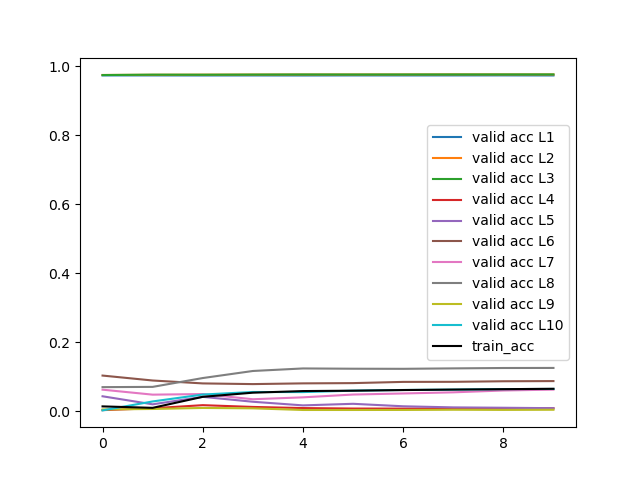 1.0
0.8
0.6
0.4
0.2
0.0
0
2
4
6
8
valid acc L1
valid acc L2
valid acc L3
valid acc L4
valid acc L5
valid acc L6
valid acc L7
valid acc L8
valid acc L9
valid acc L10
train_acc